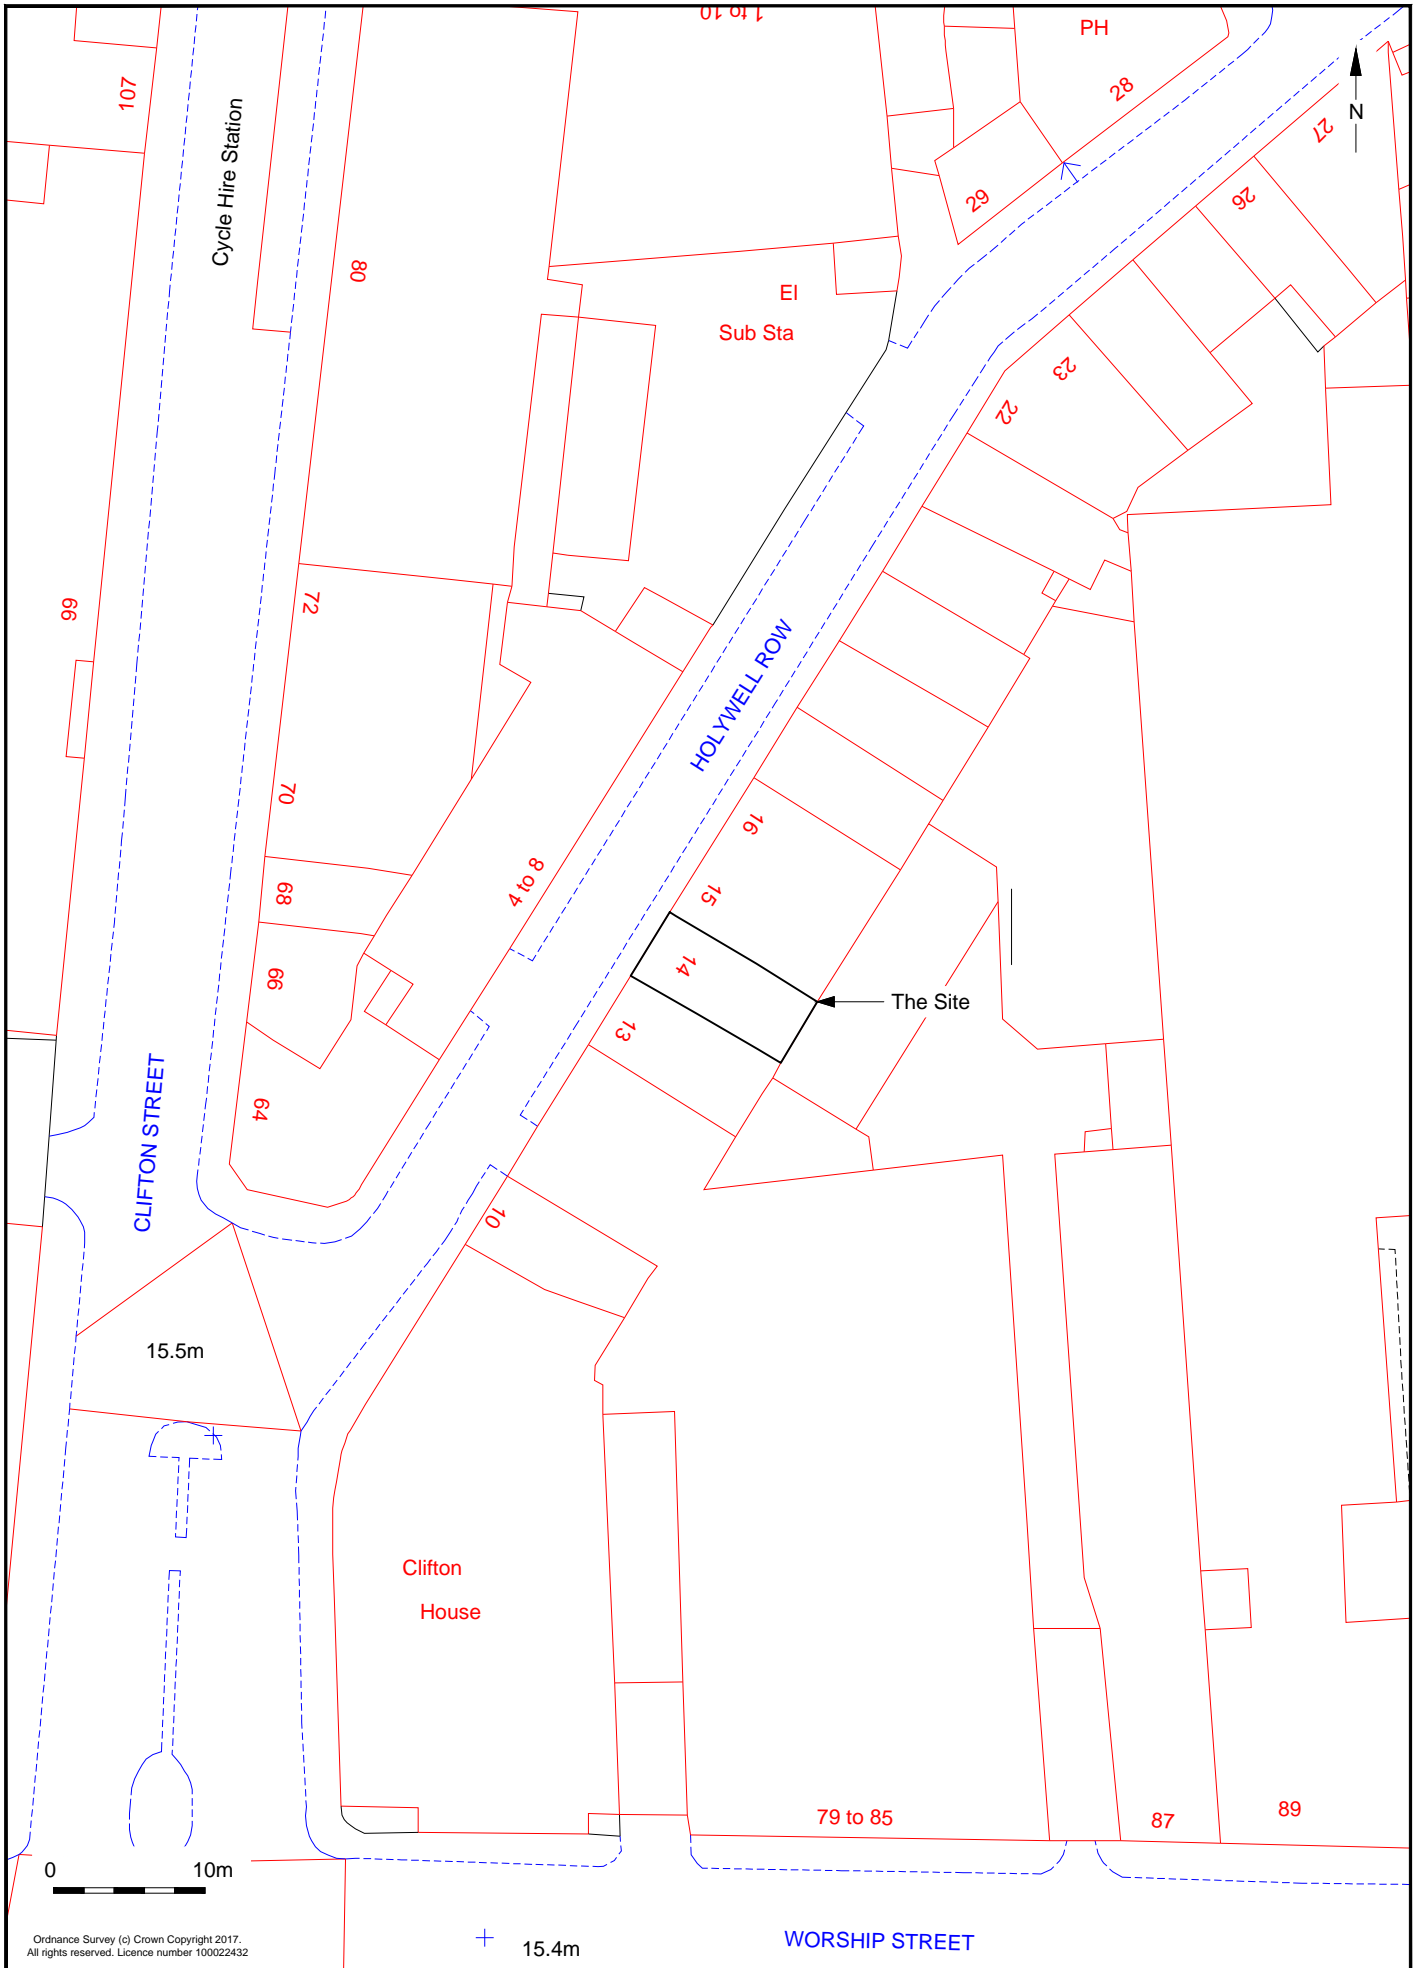 1 to 10
PH
107
28
N
27
Cycle Hire Station
29
26
80
El
Sub Sta
23
22
72
66
HOLYWELL ROW
70
16
4 to 8
68
15
14
66
The Site
13
CLIFTON STREET
64
10
15.5m
Clifton
House
79 to 85
87
89
0
10m
Ordnance Survey (c) Crown Copyright 2017.
All rights reserved. Licence number 100022432
15.4m
WORSHIP STREET